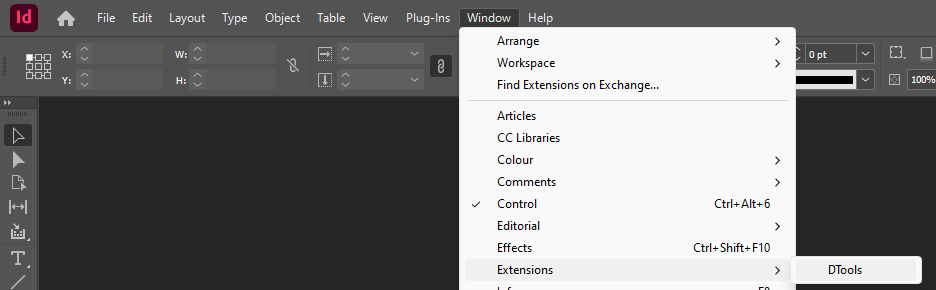 Id File Edit Layout Type Object Table View Plug-Ins Window Help
X: W: 0 pt
Y: H: 100%
Arrange
Workspace
Find Extensions on Exchange...
Articles
CC Libraries
Colour
Comments
Control Ctrl+Alt+6
Editorial
Effects Ctrl+Shift+F10
Extensions DTools